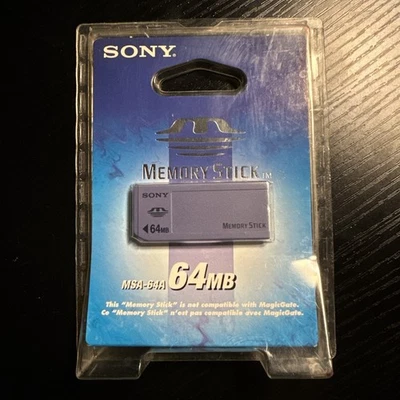 SONY®
MEMORY STICK TM
SONY
◀64MB
MEMORY STICK
MSA-64A 64MB
This "Memory Stick" is not compatible with MagicGate.
Ce "Memory Stick" n'est pas compatible avec MagicGate.